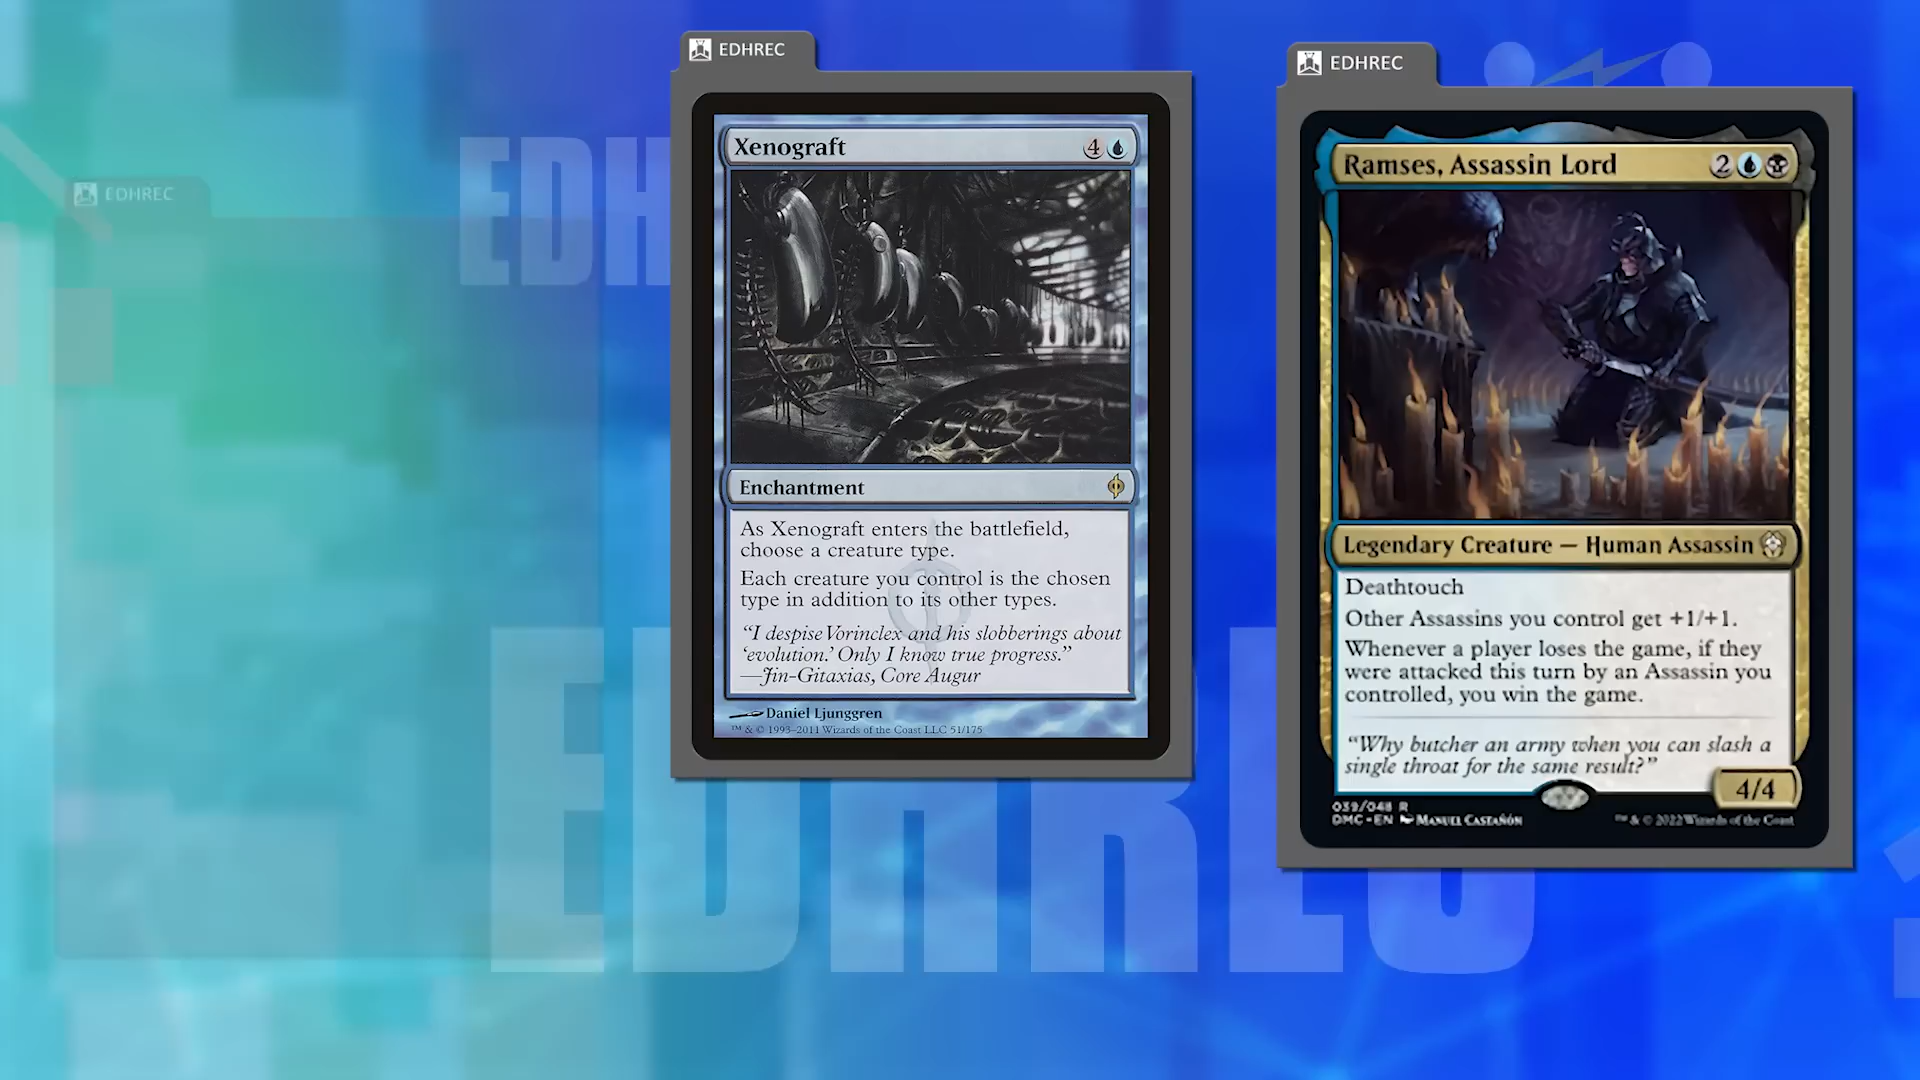 EDHREC
EDHREC
Xenograft
4
Enchantment
As Xenograft enters the battlefield,
choose a creature type.
Each creature you control is the chosen
type in addition to its other types.
“I despise Vorinclex and his slobberings about
‘evolution.’ Only I know true progress.”
—Jin-Gitaxias, Core Augur
Daniel Ljunggren
™ & © 1993–2011 Wizards of the Coast LLC 51/175
EDHREC
Ramses, Assassin Lord
2
Legendary Creature — Human Assassin
Deathtouch
Other Assassins you control get +1/+1.
Whenever a player loses the game, if they
were attacked this turn by an Assassin you
controlled, you win the game.
“Why butcher an army when you can slash a
single throat for the same result?”
4/4
039/048 R
DMC • EN Manuel Castañón
™ & © 2022 Wizards of the Coast
EDH
EDHREC